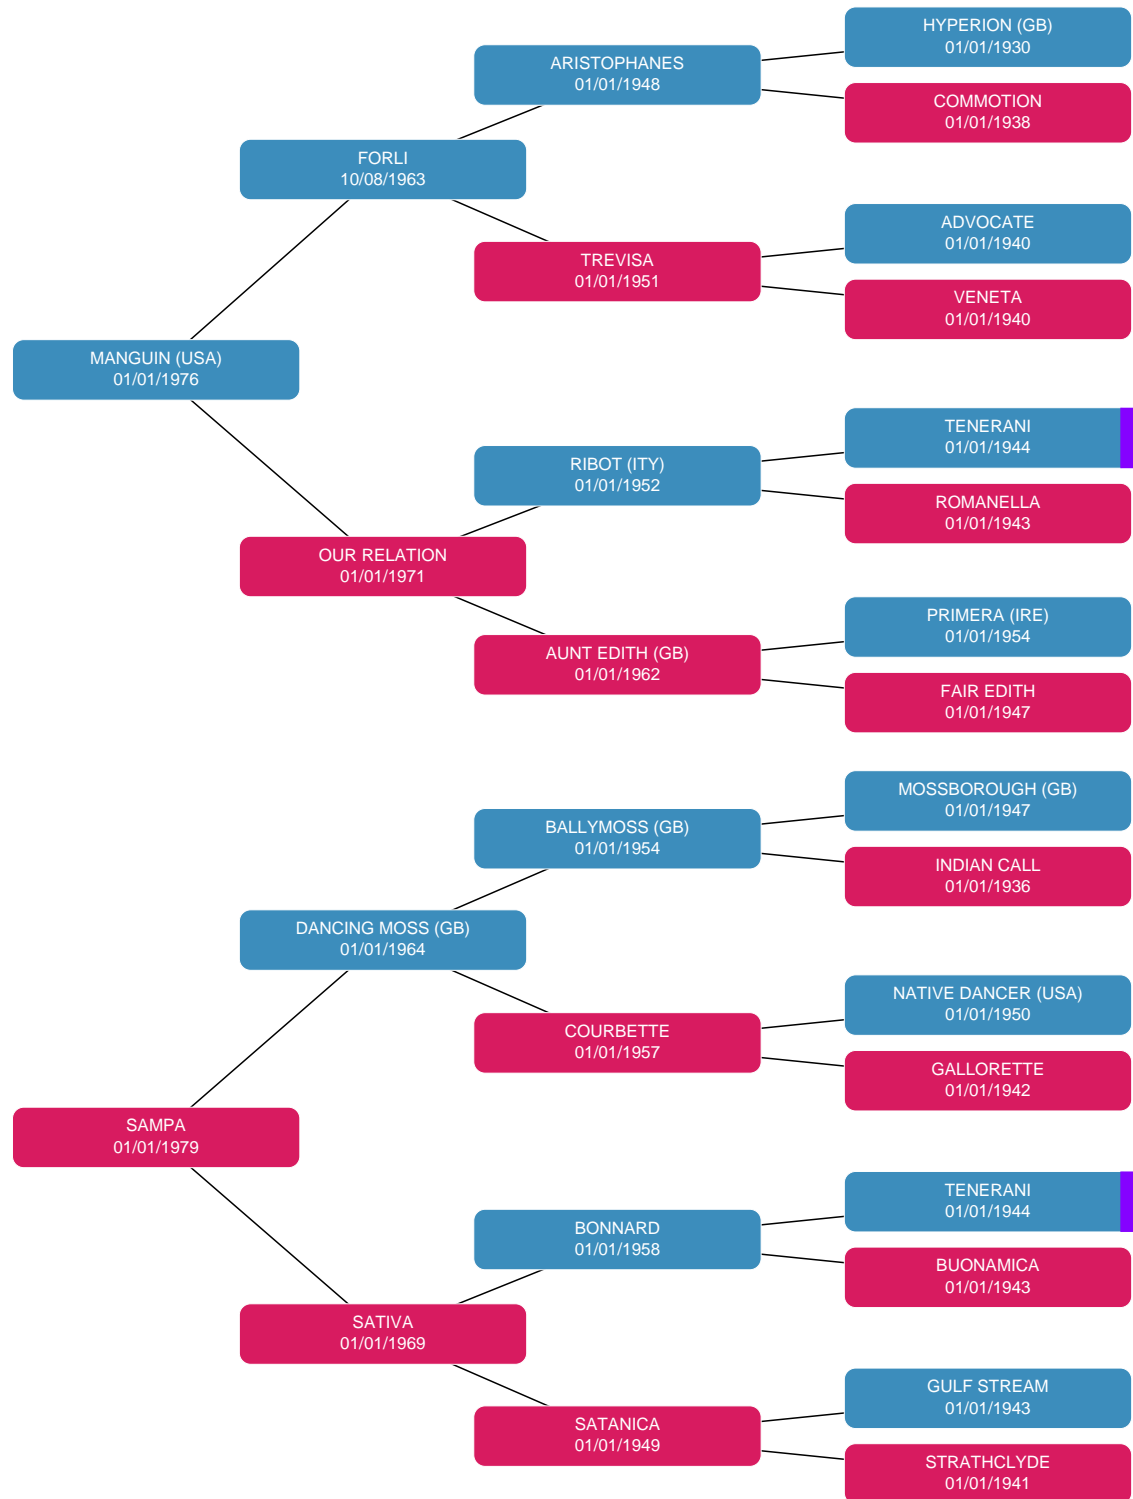 HYPERION (GB)
01/01/1930
ARISTOPHANES
01/01/1948
COMMOTION
01/01/1938
FORLI
10/08/1963
ADVOCATE
01/01/1940
TREVISA
01/01/1951
VENETA
01/01/1940
MANGUIN (USA)
01/01/1976
TENERANI
01/01/1944
RIBOT (ITY)
01/01/1952
ROMANELLA
01/01/1943
OUR RELATION
01/01/1971
PRIMERA (IRE)
01/01/1954
AUNT EDITH (GB)
01/01/1962
FAIR EDITH
01/01/1947
MOSSBOROUGH (GB)
01/01/1947
BALLYMOSS (GB)
01/01/1954
INDIAN CALL
01/01/1936
DANCING MOSS (GB)
01/01/1964
NATIVE DANCER (USA)
01/01/1950
COURBETTE
01/01/1957
GALLORETTE
01/01/1942
SAMPA
01/01/1979
TENERANI
01/01/1944
BONNARD
01/01/1958
BUONAMICA
01/01/1943
SATIVA
01/01/1969
GULF STREAM
01/01/1943
SATANICA
01/01/1949
STRATHCLYDE
01/01/1941